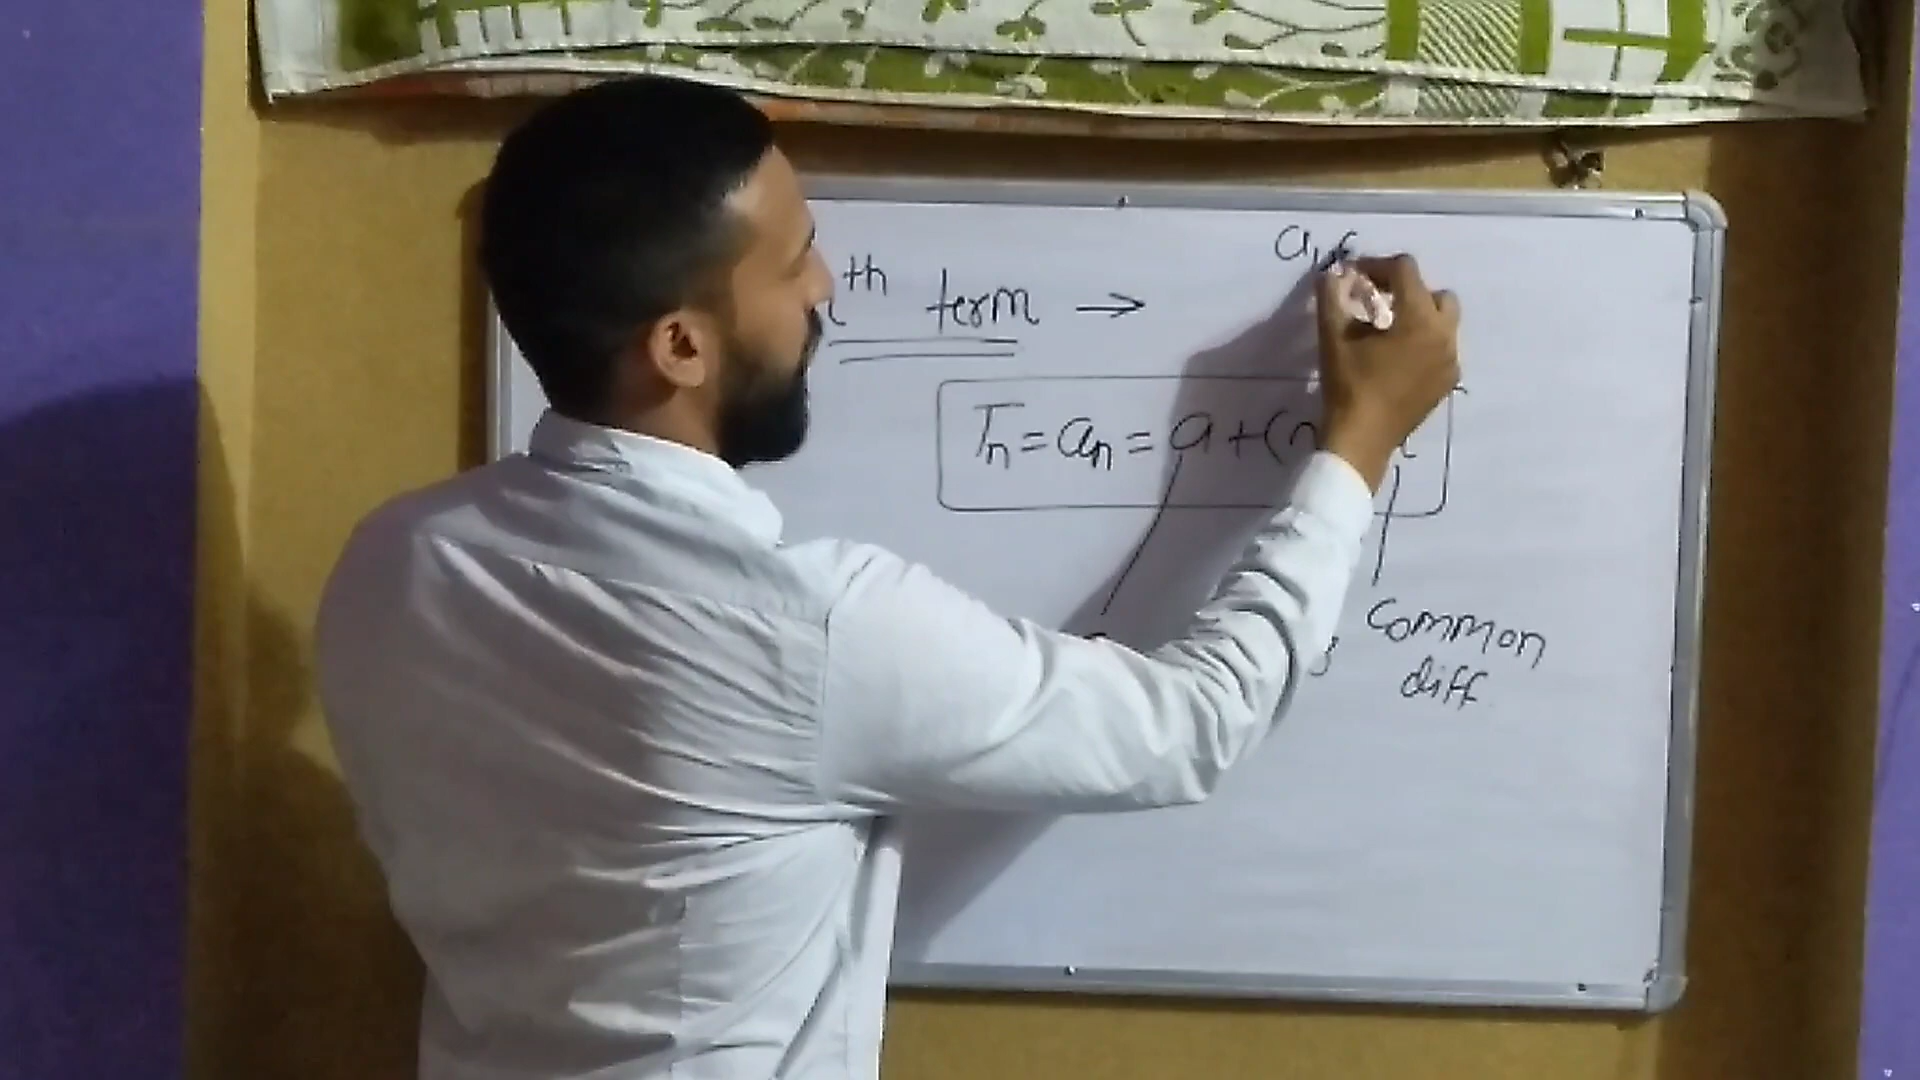 a,
th term →
Tn = an = a + (n
common
diff